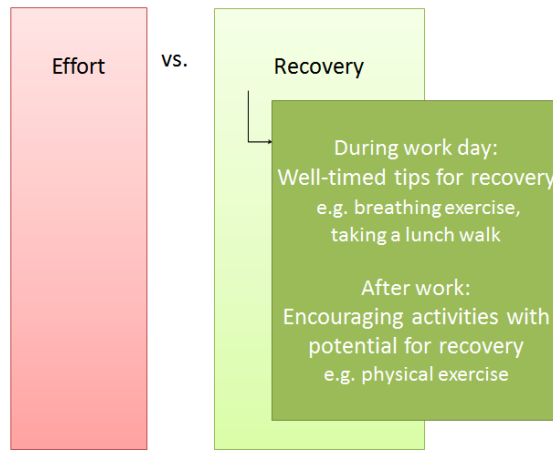 Effort
vs.
Recovery
During work day:
Well-timed tips for recovery
e.g. breathing exercise,
taking a lunch walk
After work:
Encouraging activities with
potential for recovery
e.g. physical exercise